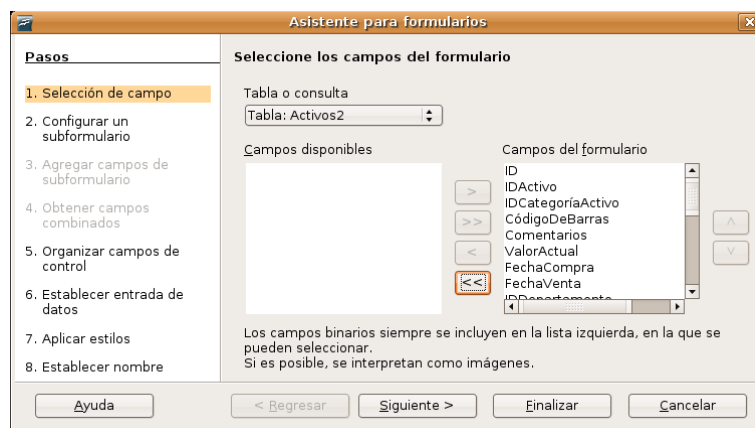 Asistente para formularios
Pasos
1. Selección de campo
2. Configurar un
subformulario
3. Agregar campos de
subformulario
4. Obtener campos
combinados
5. Organizar campos de
control
6. Establecer entrada de
datos
7. Aplicar estilos
8. Establecer nombre
Seleccione los campos del formulario
Tabla o consulta
Tabla: Activos2
Campos disponibles
Campos del formulario
ID
IDActivo
IDCategoríaActivo
CódigoDeBarras
Comentarios
ValorActual
FechaCompra
FechaVenta
IDDepartamento
>
>>
<
<<
^
v
Los campos binarios siempre se incluyen en la lista izquierda, en la que se
pueden seleccionar.
Si es posible, se interpretan como imágenes.
Ayuda
< Regresar
Siguiente >
Finalizar
Cancelar